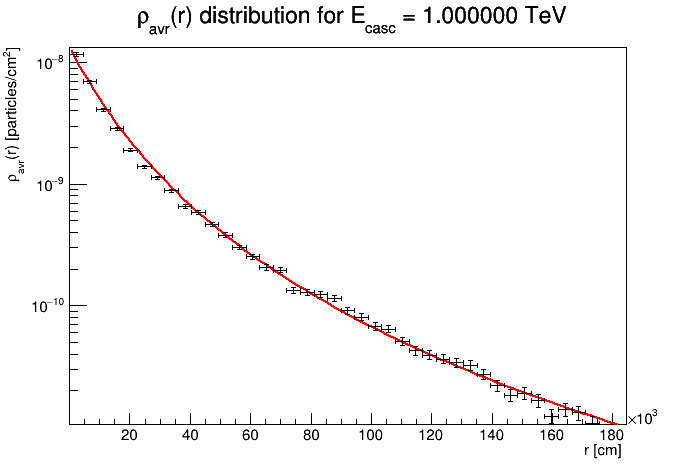 ρavr(r) distribution for Ecasc = 1.000000 TeV
ρavr(r) [particles/cm2]
10−8
10−9
10−10
20 40 60 80 100 120 140 160 180
×103
r [cm]